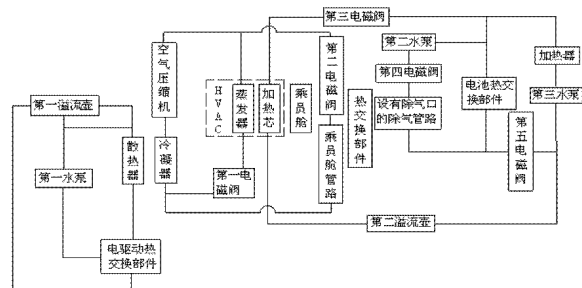 第三电磁阀
第二水泵
空气压缩机
第二电磁阀
加热器
第四电磁阀
HVAC
蒸发器
加热芯
乘员舱
热交换部件
电池热交
换部件
第三水泵
第一溢流壶
设有除气口
的除气管路
第五电磁阀
散热器
冷凝器
乘员舱管路
第一水泵
第一电
磁阀
第二溢流壶
电驱动热
交换部件